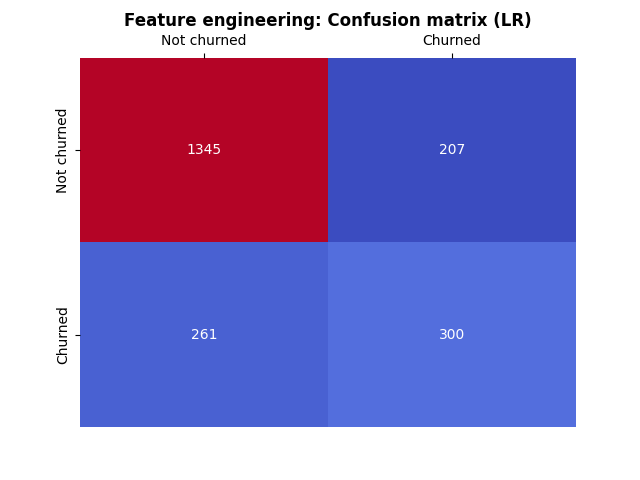 Feature engineering: Confusion matrix (LR)
Not churned Churned
Not churned
1345 207
Churned
261 300